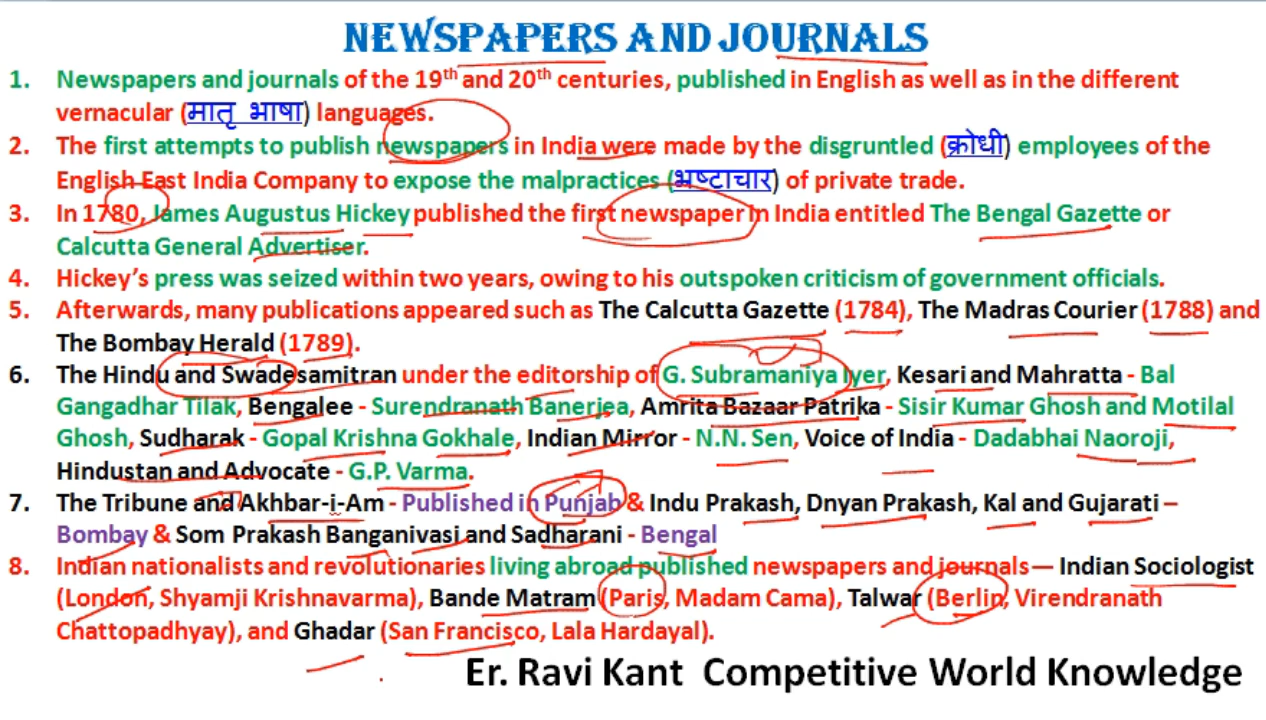 NEWSPAPERS AND JOURNALS
1. Newspapers and journals of the 19th and 20th centuries, published in English as well as in the different
vernacular (मातृ भाषा) languages.
2. The first attempts to publish newspapers in India were made by the disgruntled (क्रोधी) employees of the
English East India Company to expose the malpractices (भ्रष्टाचार) of private trade.
3. In 1780, James Augustus Hickey published the first newspaper in India entitled The Bengal Gazette or
Calcutta General Advertiser.
4. Hickey's press was seized within two years, owing to his outspoken criticism of government officials.
5. Afterwards, many publications appeared such as The Calcutta Gazette (1784), The Madras Courier (1788) and
The Bombay Herald (1789).
6. The Hindu and Swadesamitran under the editorship of G. Subramaniya Iyer, Kesari and Mahratta - Bal
Gangadhar Tilak, Bengalee - Surendranath Banerjea, Amrita Bazaar Patrika - Sisir Kumar Ghosh and Motilal
Ghosh, Sudharak - Gopal Krishna Gokhale, Indian Mirror - N.N. Sen, Voice of India - Dadabhai Naoroji,
Hindustan and Advocate - G.P. Varma.
7. The Tribune and Akhbar-i-Am - Published in Punjab & Indu Prakash, Dnyan Prakash, Kal and Gujarati –
Bombay & Som Prakash Banganivasi and Sadharani - Bengal
8. Indian nationalists and revolutionaries living abroad published newspapers and journals— Indian Sociologist
(London, Shyamji Krishnavarma), Bande Matram (Paris, Madam Cama), Talwar (Berlin, Virendranath
Chattopadhyay), and Ghadar (San Francisco, Lala Hardayal).
Er. Ravi Kant Competitive World Knowledge